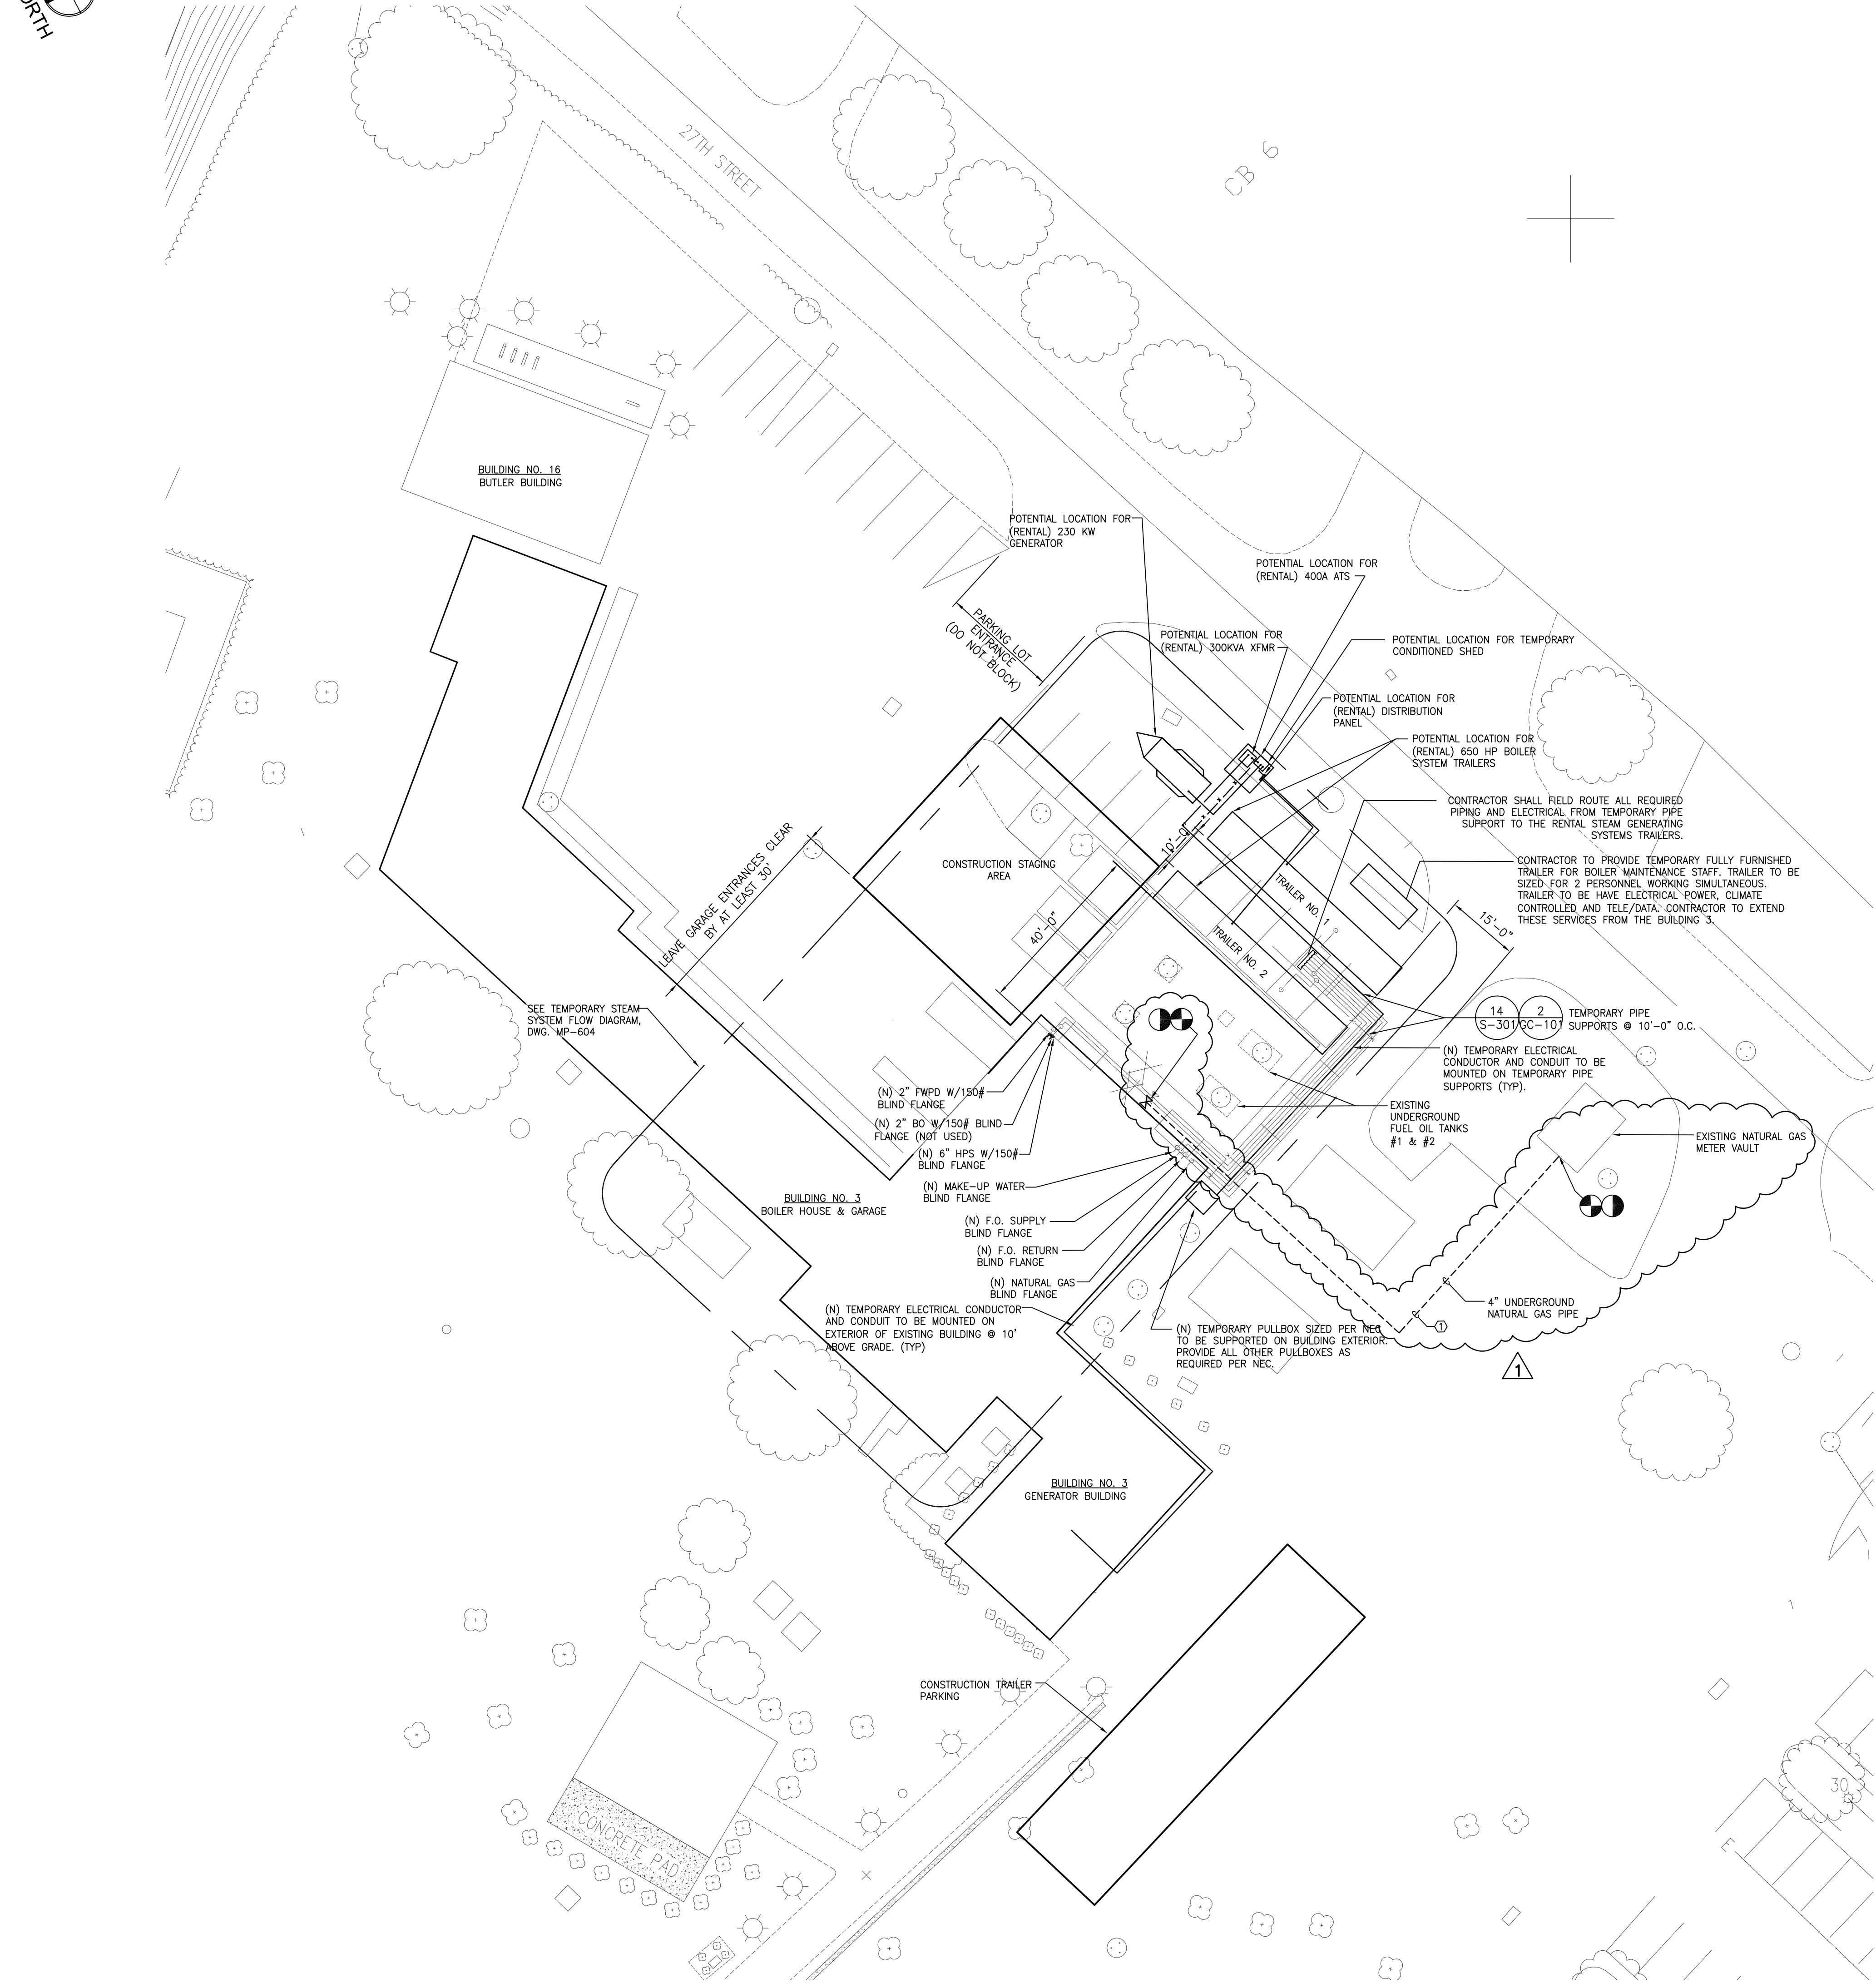 27TH STREET
CB 6
BUILDING NO. 16
BUTLER BUILDING
POTENTIAL LOCATION FOR
(RENTAL) 230 KW
GENERATOR
POTENTIAL LOCATION FOR
(RENTAL) 400A ATS
PARKING LOT
ENTRANCE
(DO NOT BLOCK)
POTENTIAL LOCATION FOR
(RENTAL) 300KVA XFMR
POTENTIAL LOCATION FOR TEMPORARY
CONDITIONED SHED
POTENTIAL LOCATION FOR
(RENTAL) DISTRIBUTION
PANEL
POTENTIAL LOCATION FOR
(RENTAL) 650 HP BOILER
SYSTEM TRAILERS
CONTRACTOR SHALL FIELD ROUTE ALL REQUIRED
PIPING AND ELECTRICAL FROM TEMPORARY PIPE
SUPPORT TO THE RENTAL STEAM GENERATING
SYSTEMS TRAILERS.
CONTRACTOR TO PROVIDE TEMPORARY FULLY FURNISHED
TRAILER FOR BOILER MAINTENANCE STAFF. TRAILER TO BE
SIZED FOR 2 PERSONNEL WORKING SIMULTANEOUS.
TRAILER TO BE HAVE ELECTRICAL POWER, CLIMATE
CONTROLLED AND TELE/DATA. CONTRACTOR TO EXTEND
THESE SERVICES FROM THE BUILDING 3.
LEAVE GARAGE ENTRANCES CLEAR
BY AT LEAST 30'
CONSTRUCTION STAGING
AREA
10'-0"
40'-0"
15'-0"
TRAILER NO. 1
TRAILER NO. 2
SEE TEMPORARY STEAM
SYSTEM FLOW DIAGRAM,
DWG. MP-604
14
S-301
2
GC-101
TEMPORARY PIPE
SUPPORTS @ 10'-0" O.C.
(N) TEMPORARY ELECTRICAL
CONDUCTOR AND CONDUIT TO BE
MOUNTED ON TEMPORARY PIPE
SUPPORTS (TYP).
(N) 2" FWPD W/150#
BLIND FLANGE
(N) 2" BO W/150# BLIND
FLANGE (NOT USED)
(N) 6" HPS W/150#
BLIND FLANGE
EXISTING
UNDERGROUND
FUEL OIL TANKS
#1 & #2
EXISTING NATURAL GAS
METER VAULT
(N) MAKE-UP WATER
BLIND FLANGE
BUILDING NO. 3
BOILER HOUSE & GARAGE
(N) F.O. SUPPLY
BLIND FLANGE
(N) F.O. RETURN
BLIND FLANGE
(N) NATURAL GAS
BLIND FLANGE
4" UNDERGROUND
NATURAL GAS PIPE
(N) TEMPORARY ELECTRICAL CONDUCTOR
AND CONDUIT TO BE MOUNTED ON
EXTERIOR OF EXISTING BUILDING @ 10'
ABOVE GRADE. (TYP)
1
(N) TEMPORARY PULLBOX SIZED PER NEC
TO BE SUPPORTED ON BUILDING EXTERIOR.
PROVIDE ALL OTHER PULLBOXES AS
REQUIRED PER NEC.
1
BUILDING NO. 3
GENERATOR BUILDING
CONSTRUCTION TRAILER
PARKING
CONCRETE PAD
30